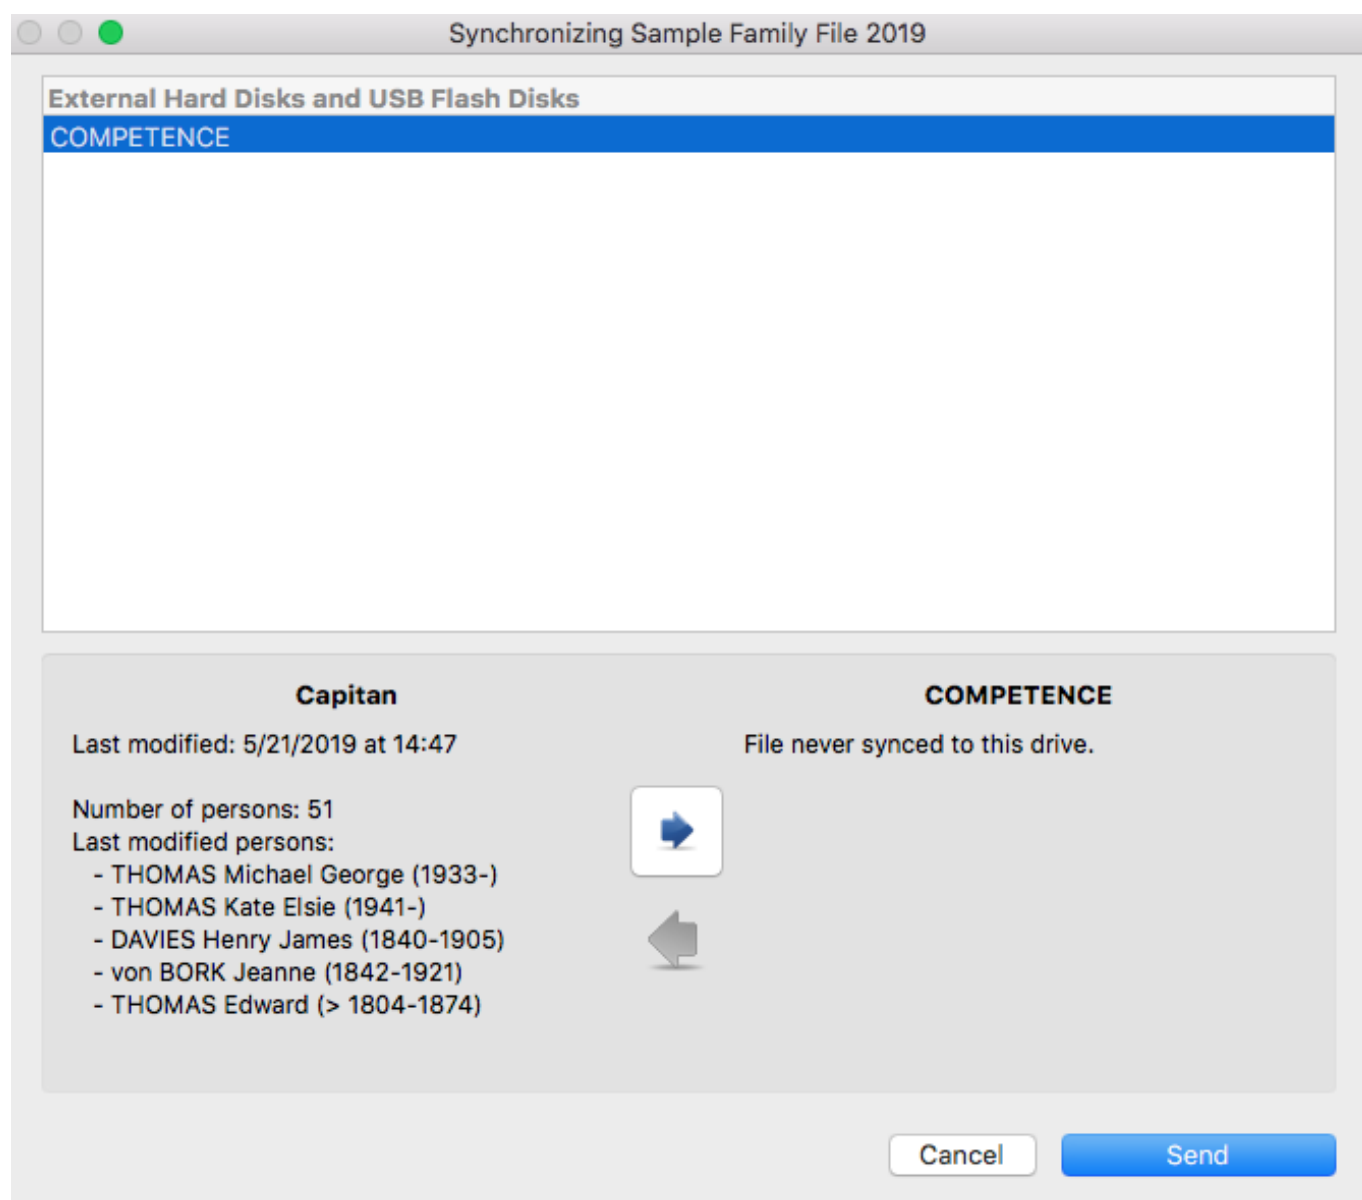 Synchronizing Sample Family File 2019
External Hard Disks and USB Flash Disks
COMPETENCE
Capitan
Last modified: 5/21/2019 at 14:47
Number of persons: 51
Last modified persons:
- THOMAS Michael George (1933-)
- THOMAS Kate Elsie (1941-)
- DAVIES Henry James (1840-1905)
- von BORK Jeanne (1842-1921)
- THOMAS Edward (> 1804-1874)
COMPETENCE
File never synced to this drive.
Cancel
Send